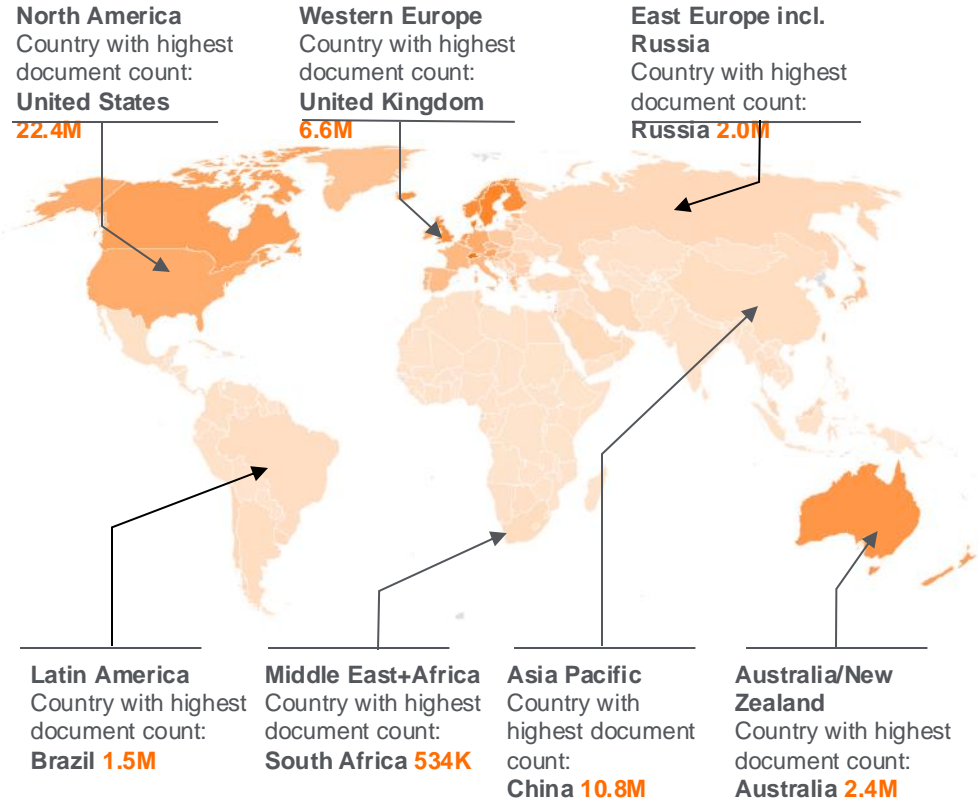 North America
Country with highest
document count:
United States
22.4M
Western Europe
Country with highest
document count:
United Kingdom
6.6M
East Europe incl.
Russia
Country with highest
document count:
Russia 2.0M
Latin America
Country with highest
document count:
Brazil 1.5M
Middle East+Africa
Country with highest
document count:
South Africa 534K
Asia Pacific
Country with
highest document
count:
China 10.8M
Australia/New
Zealand
Country with highest
document count:
Australia 2.4M